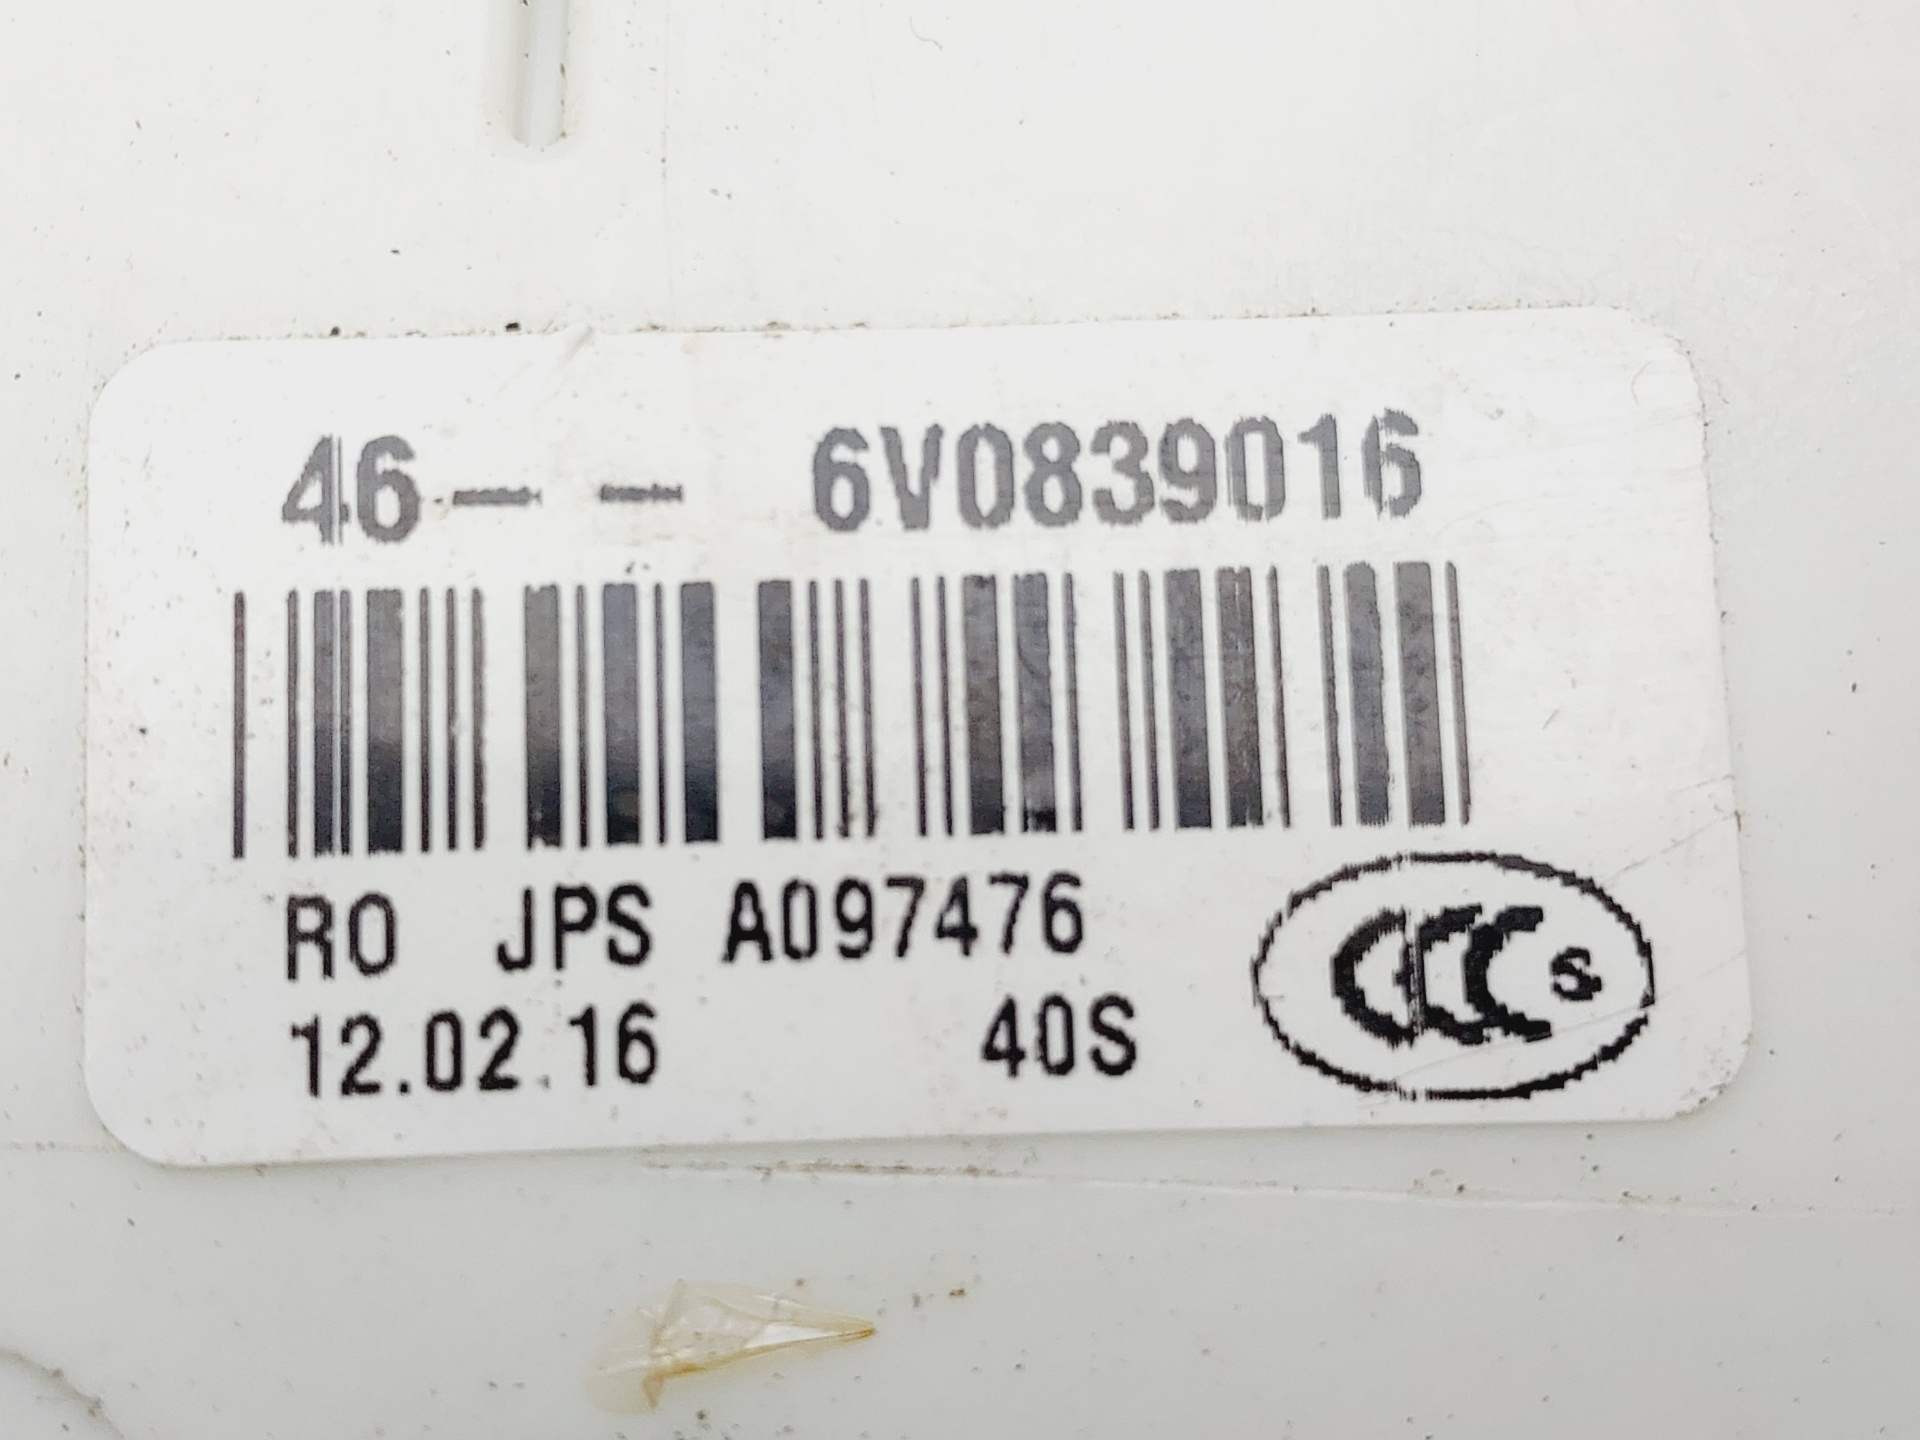 46-- - 6V0839016
RO JPS A097476
12.02.16 40S
CCC S